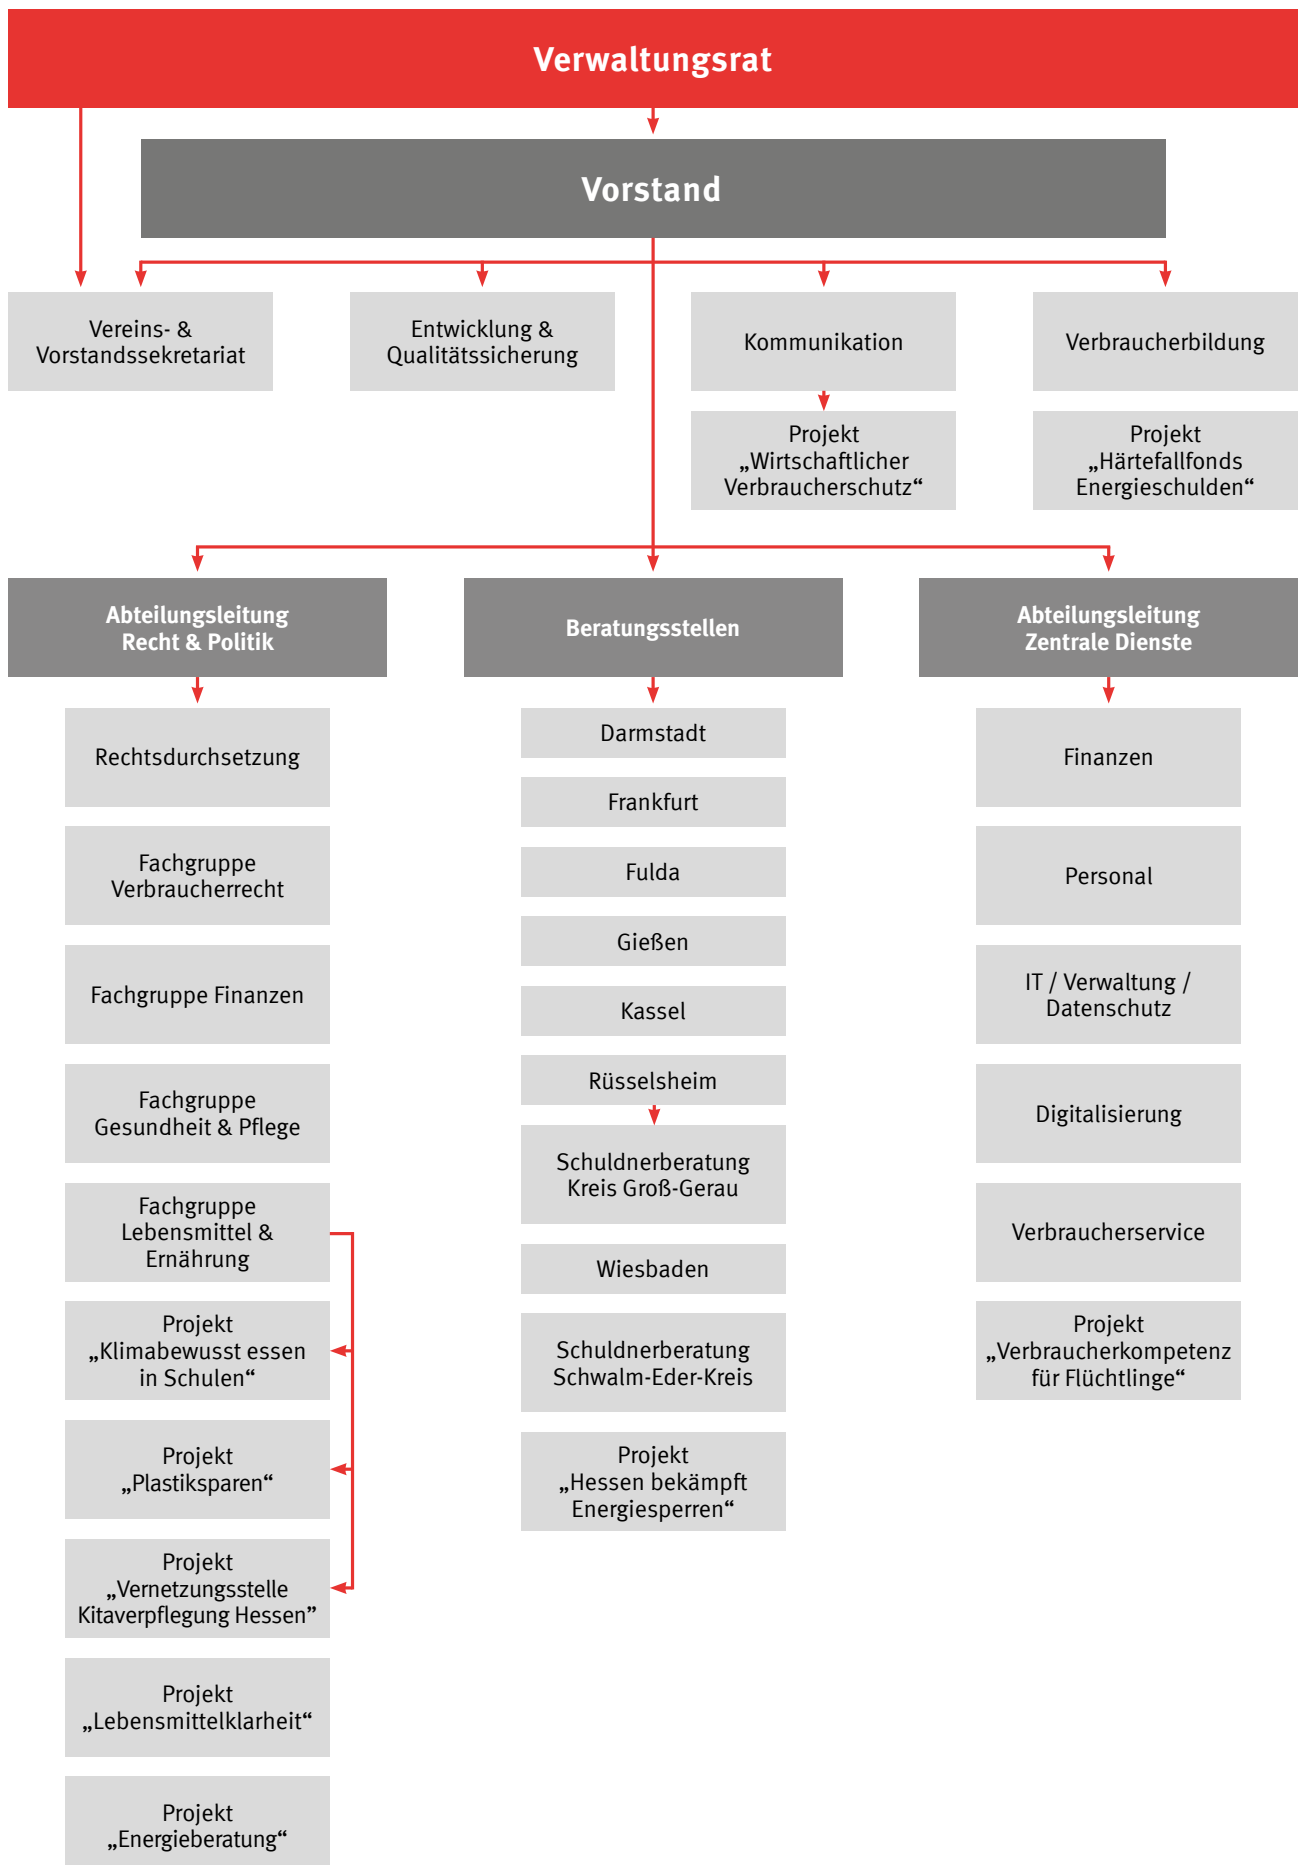 Verwaltungsrat
Vorstand
Vereins- &
Vorstandssekretariat
Entwicklung &
Qualitätssicherung
Kommunikation
Verbraucherbildung
Projekt
„Wirtschaftlicher
Verbraucherschutz“
Projekt
„Härtefallfonds
Energieschulden“
Abteilungsleitung
Recht & Politik
Beratungsstellen
Abteilungsleitung
Zentrale Dienste
Rechtsdurchsetzung
Fachgruppe
Verbraucherrecht
Fachgruppe Finanzen
Fachgruppe
Gesundheit & Pflege
Fachgruppe
Lebensmittel &
Ernährung
Projekt
„Klimabewusst essen
in Schulen“
Projekt
„Plastiksparen“
Projekt
„Vernetzungsstelle
Kitaverpflegung Hessen”
Projekt
„Lebensmittelklarheit“
Projekt
„Energieberatung“
Darmstadt
Frankfurt
Fulda
Gießen
Kassel
Rüsselsheim
Schuldnerberatung
Kreis Groß-Gerau
Wiesbaden
Schuldnerberatung
Schwalm-Eder-Kreis
Projekt
„Hessen bekämpft
Energiesperren“
Finanzen
Personal
IT / Verwaltung /
Datenschutz
Digitalisierung
Verbraucherservice
Projekt
„Verbraucherkompetenz
für Flüchtlinge“